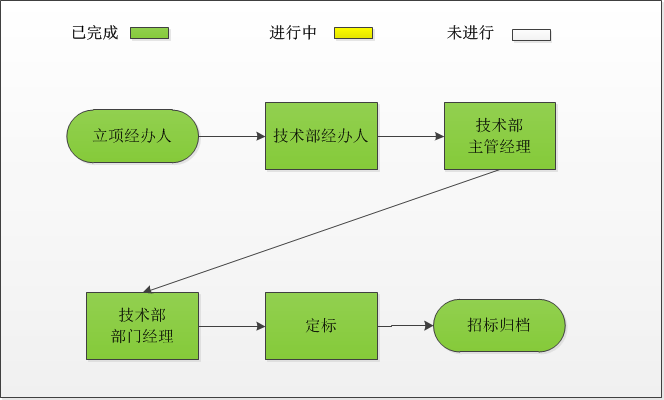 已完成
进行中
未进行
立项经办人
技术部经办人
技术部
主管经理
技术部
部门经理
定标
招标归档